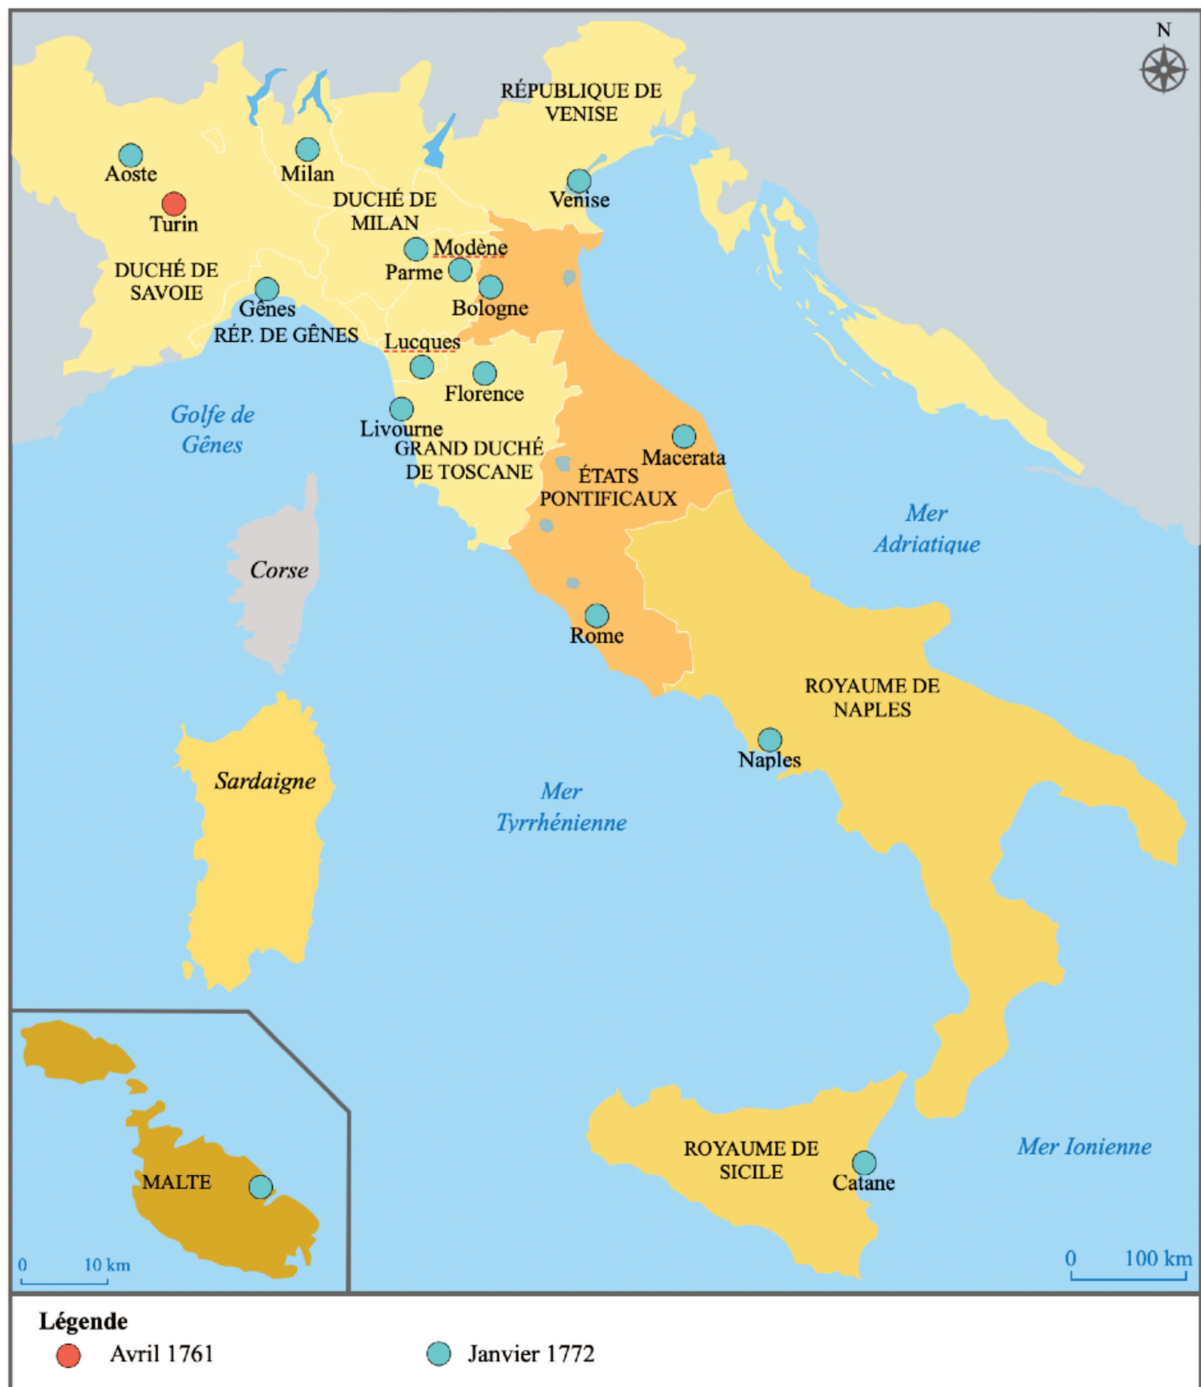 N
RÉPUBLIQUE DE
VENISE
Aoste
Milan
Venise
Turin
DUCHÉ DE
MILAN
Modène
Parme
DUCHÉ DE
SAVOIE
Gênes
Bologne
RÉP. DE GÊNES
Lucques
Florence
Golfe de
Gênes
Livourne
GRAND DUCHÉ
DE TOSCANE
Macerata
ÉTATS
PONTIFICAUX
Mer
Adriatique
Corse
Rome
ROYAUME DE
NAPLES
Naples
Sardaigne
Mer
Tyrrhénienne
ROYAUME DE
SICILE
Mer Ionienne
Catane
MALTE
0 10 km
0 100 km
Légende
Avril 1761
Janvier 1772